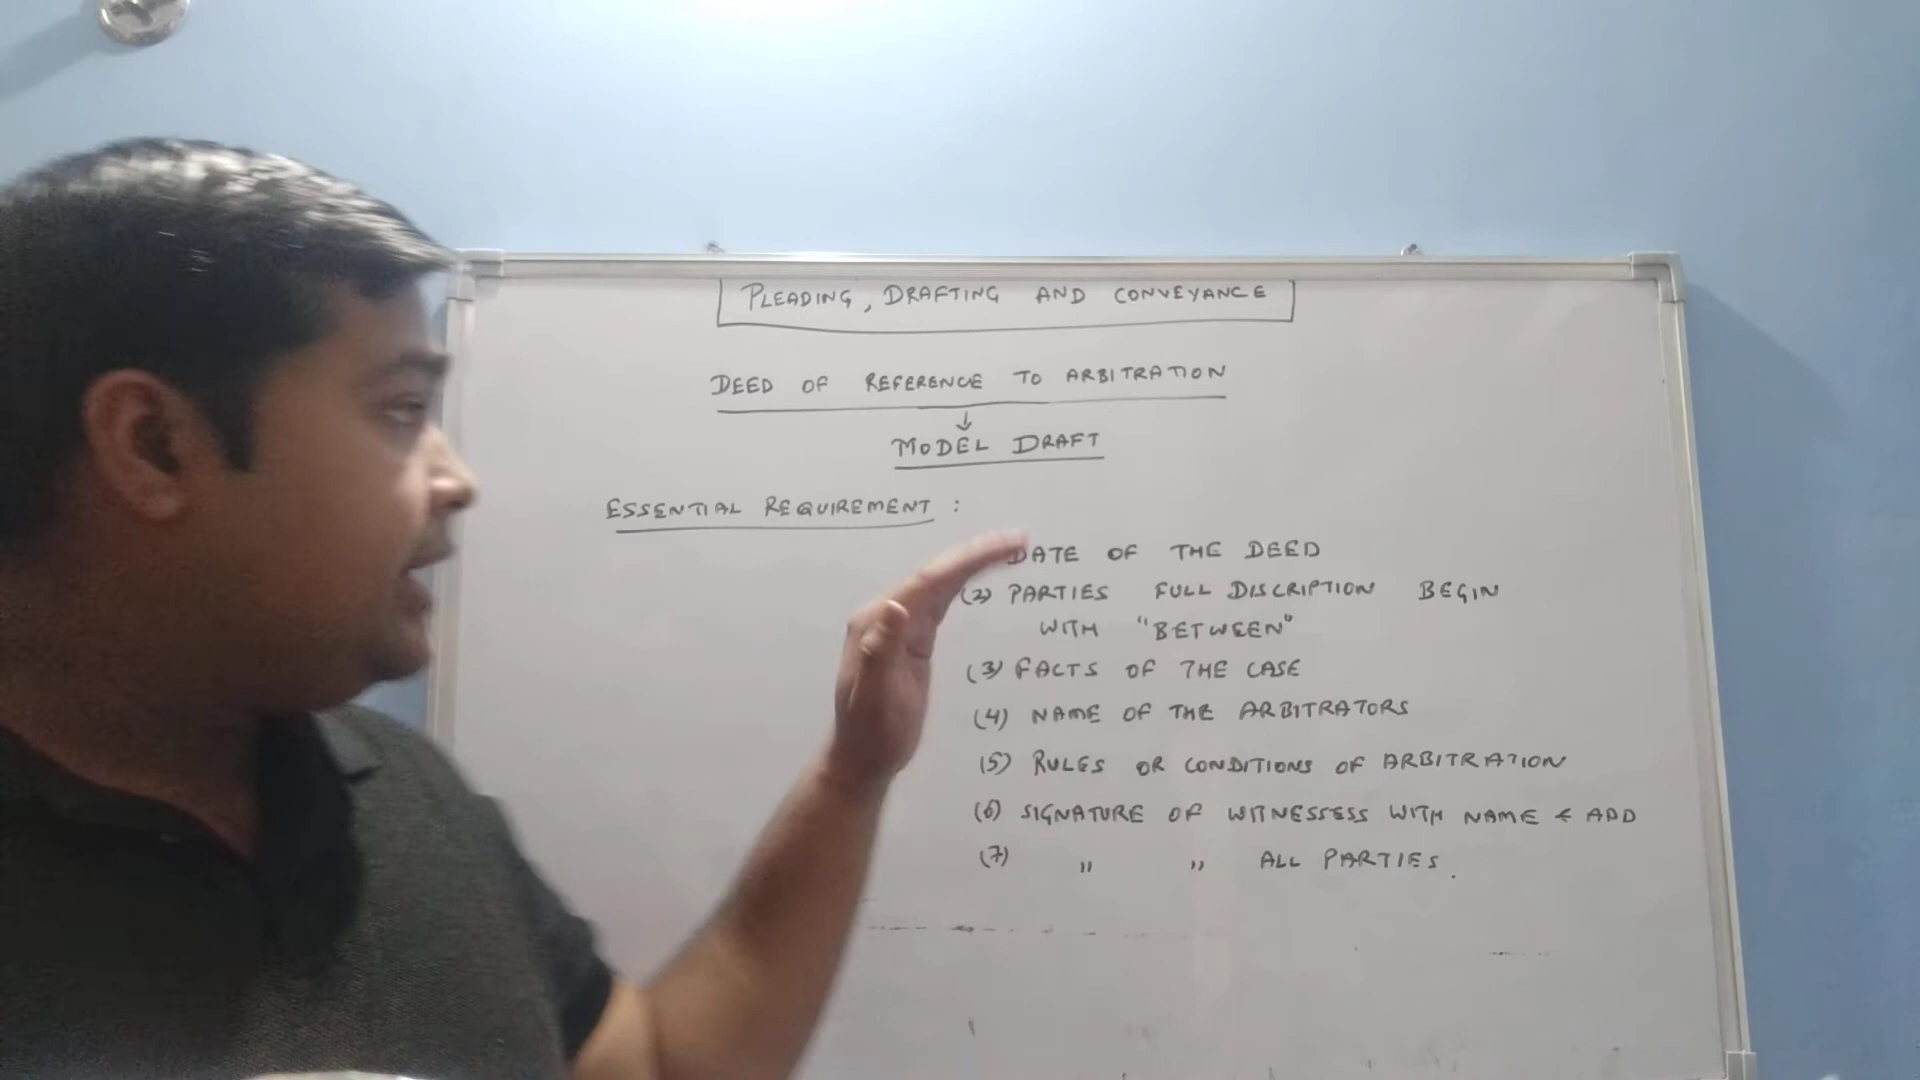 PLEADING, DRAFTING AND CONVEYANCE
DEED OF REFERENCE TO ARBITRATION
↓
MODEL DRAFT
ESSENTIAL REQUIREMENT :
DATE OF THE DEED
(2) PARTIES FULL DISCRIPTION BEGIN
WITH "BETWEEN"
(3) FACTS OF THE CASE
(4) NAME OF THE ARBITRATORS
(5) RULES OR CONDITIONS OF ARBITRATION
(6) SIGNATURE OF WITNESSESS WITH NAME & ADD
(7) " " ALL PARTIES.